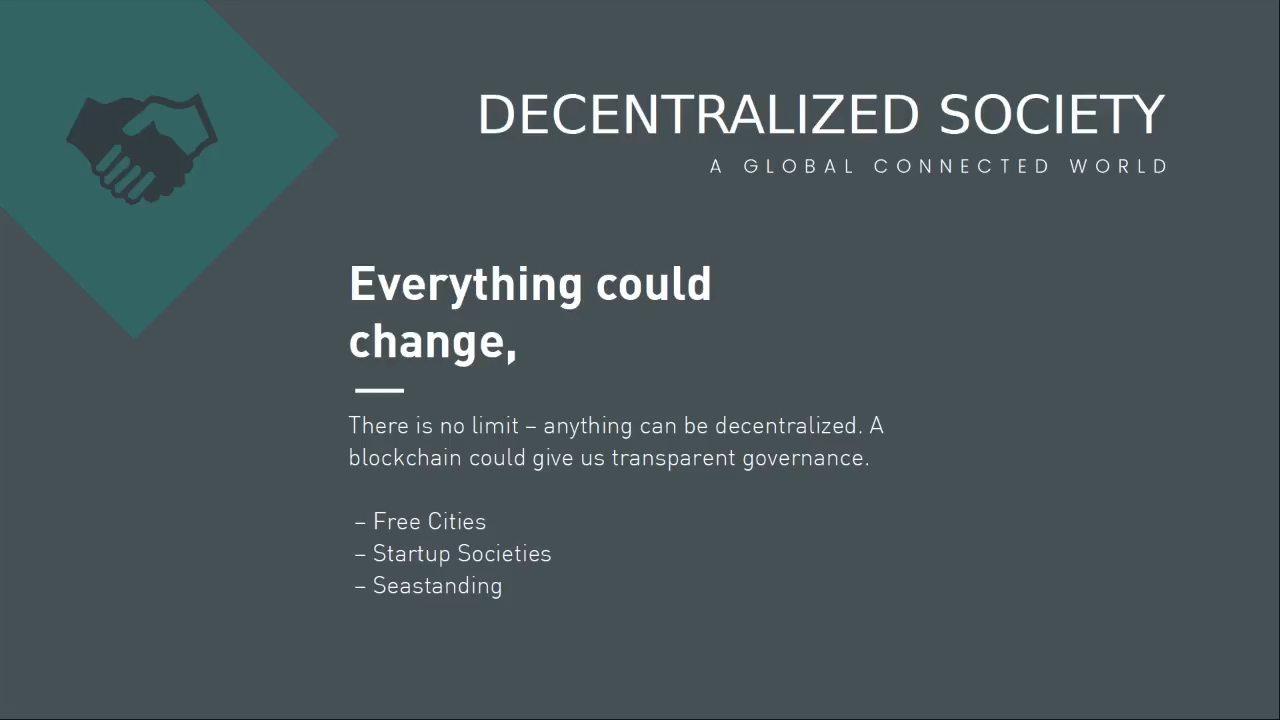 DECENTRALIZED SOCIETY
A GLOBAL CONNECTED WORLD
Everything could
change,
There is no limit – anything can be decentralized. A
blockchain could give us transparent governance.
– Free Cities
– Startup Societies
– Seastanding